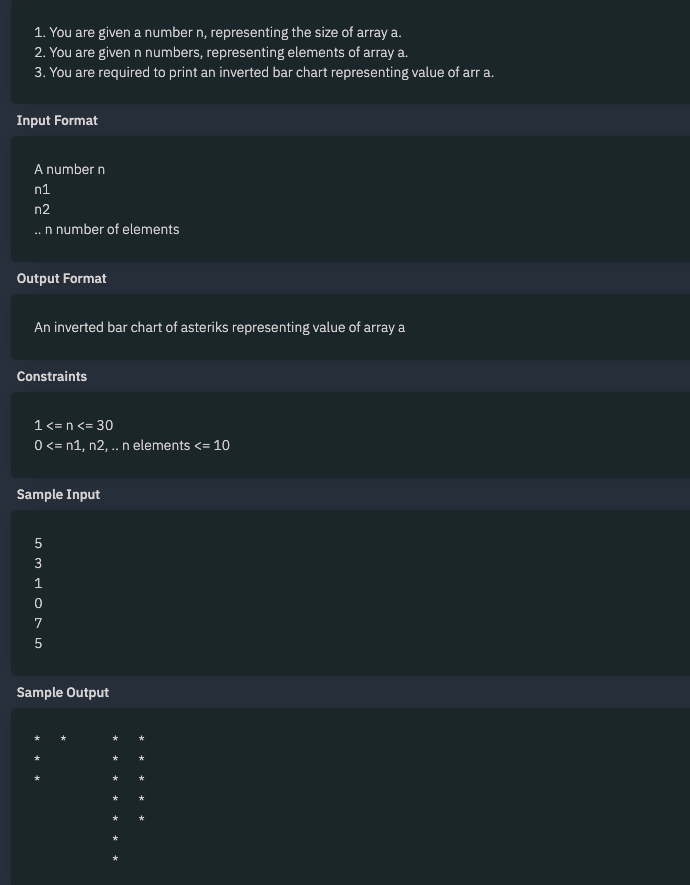 1. You are given a number n, representing the size of array a.
2. You are given n numbers, representing elements of array a.
3. You are required to print an inverted bar chart representing value of arr a.
Input Format
A number n
n1
n2
.. n number of elements
Output Format
An inverted bar chart of asteriks representing value of array a
Constraints
1 <= n <= 30
0 <= n1, n2, .. n elements <= 10
Sample Input
5
3
1
0
7
5
Sample Output
* * * *
* * *
* * *
* *
* *
*
*